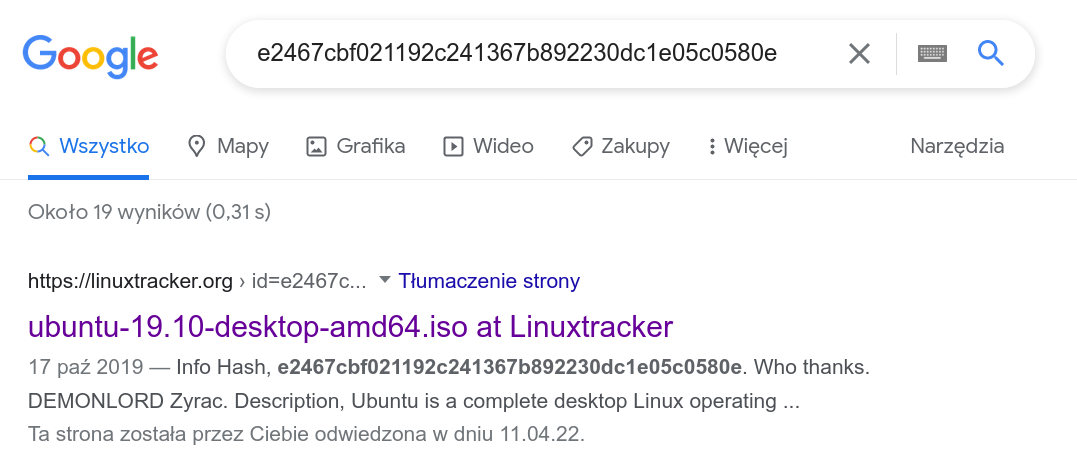 Google e2467cbf021192c241367b892230dc1e05c0580e
Wszystko Mapy Grafika Wideo Zakupy Więcej Narzędzia
Około 19 wyników (0,31 s)
https://linuxtracker.org › id=e2467c... Tłumaczenie strony
ubuntu-19.10-desktop-amd64.iso at Linuxtracker
17 paź 2019 — Info Hash, e2467cbf021192c241367b892230dc1e05c0580e. Who thanks.
DEMONLORD Zyrac. Description, Ubuntu is a complete desktop Linux operating ...
Ta strona została przez Ciebie odwiedzona w dniu 11.04.22.